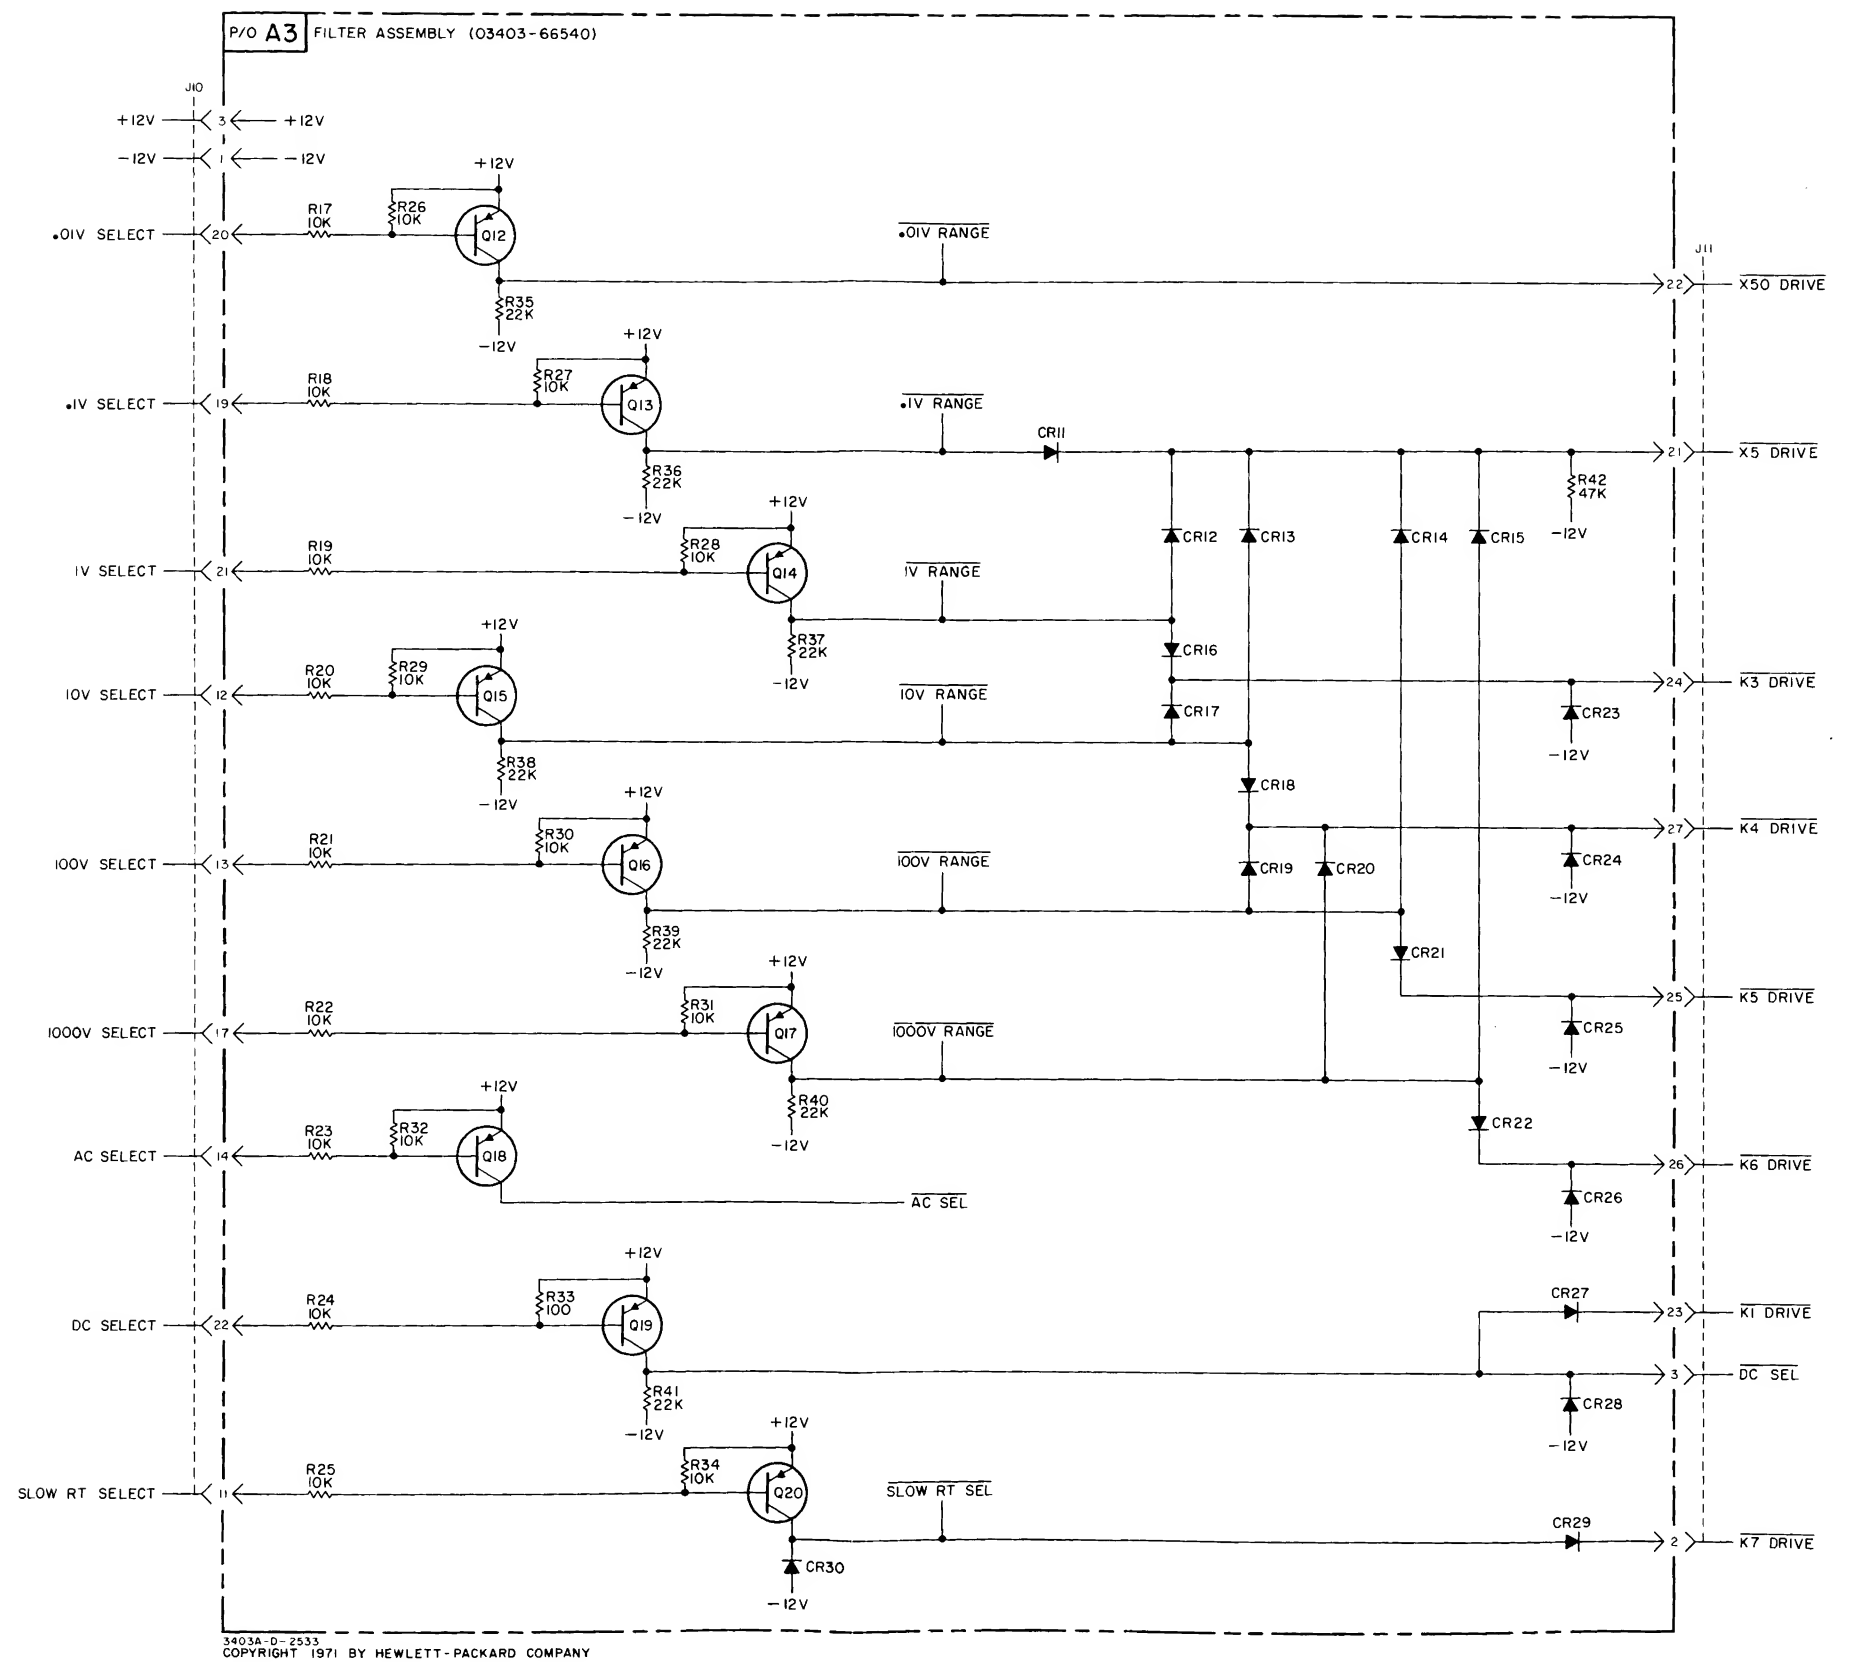 P/O A3 FILTER ASSEMBLY (03403-66540)
J10
+12V 3 +12V
-12V 1 -12V
+12V
R17
10K
R26
10K
.01V SELECT 20
Q12
.01V RANGE
J11
22 X50 DRIVE
R35
22K
-12V
+12V
R18
10K
R27
10K
.1V SELECT 19
Q13
.1V RANGE
CR11
21 X5 DRIVE
R36
22K
-12V
R42
47K
-12V
+12V
CR12
CR13
CR14
CR15
R19
10K
R28
10K
1V SELECT 21
Q14
1V RANGE
R37
22K
-12V
CR16
24 K3 DRIVE
+12V
R20
10K
R29
10K
10V SELECT 12
Q15
10V RANGE
CR17
CR23
-12V
R38
22K
-12V
CR18
+12V
27 K4 DRIVE
R21
10K
R30
10K
100V SELECT 13
Q16
100V RANGE
CR19
CR20
CR24
-12V
R39
22K
-12V
CR21
+12V
25 K5 DRIVE
R22
10K
R31
10K
1000V SELECT 17
Q17
1000V RANGE
CR25
-12V
R40
22K
-12V
CR22
+12V
R23
10K
R32
10K
AC SELECT 14
Q18
26 K6 DRIVE
AC SEL
CR26
-12V
+12V
R24
10K
R33
100
CR27
23 K1 DRIVE
DC SELECT 22
Q19
3 DC SEL
R41
22K
-12V
CR28
-12V
+12V
R25
10K
R34
10K
SLOW RT SELECT 11
Q20
SLOW RT SEL
CR29
2 K7 DRIVE
CR30
-12V
3403A-D-2533
COPYRIGHT 1971 BY HEWLETT-PACKARD COMPANY